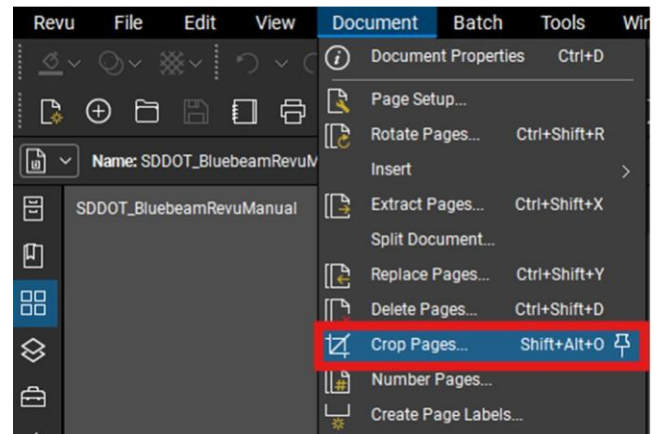 Revu File Edit View Document Batch Tools
Document Properties Ctrl+D
Page Setup...
Rotate Pages... Ctrl+Shift+R
Name: SDDOT_BluebeamRevuM
Insert
SDDOT_BluebeamRevuManual
Extract Pages... Ctrl+Shift+X
Split Document...
Replace Pages... Ctrl+Shift+Y
Delete Pages... Ctrl+Shift+D
Crop Pages... Shift+Alt+O
Number Pages...
Create Page Labels...